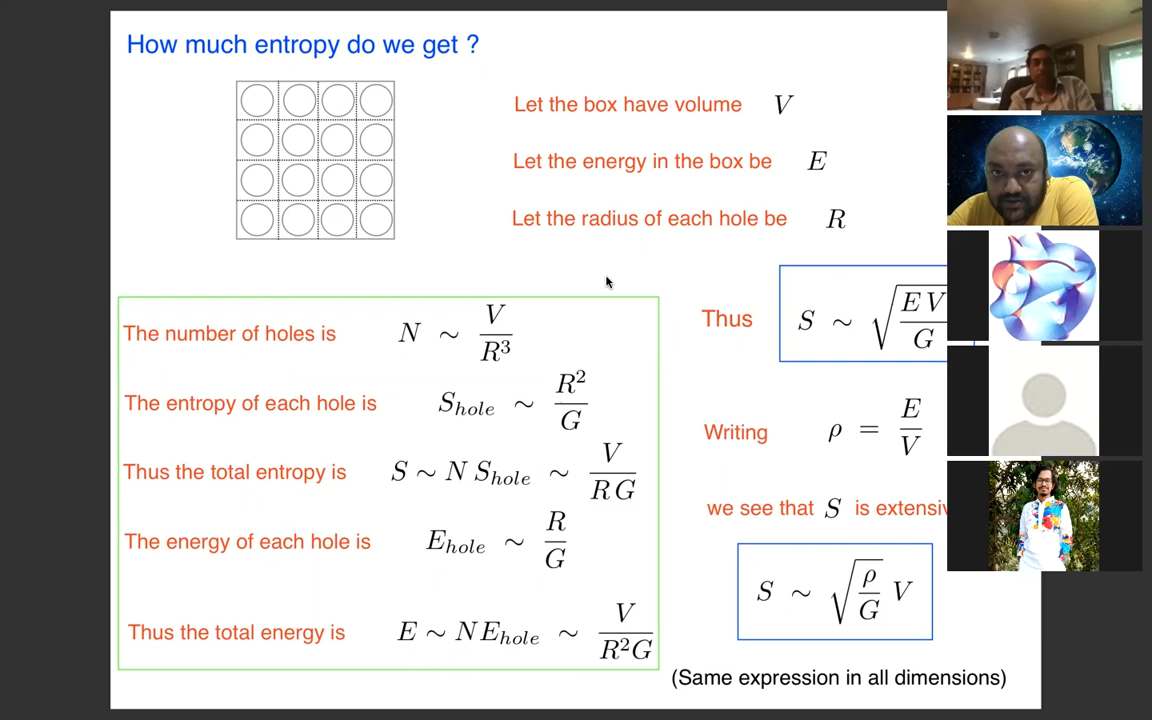 How much entropy do we get ?
Let the box have volume V
Let the energy in the box be E
Let the radius of each hole be R
The number of holes is N ∼ V/R³
The entropy of each hole is S_hole ∼ R²/G
Thus the total entropy is S ∼ N S_hole ∼ V/RG
The energy of each hole is E_hole ∼ R/G
Thus the total energy is E ∼ N E_hole ∼ V/R²G
Thus S ∼ √(EV/G)
Writing ρ = E/V
we see that S is
S ∼ √(ρ/G) V
(Same expression in all dimensions)